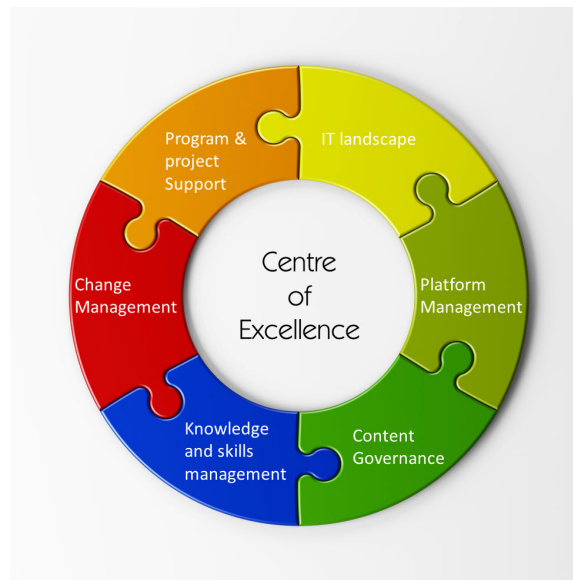 Program &
project
Support
IT landscape
Change
Management
Centre
of
Excellence
Platform
Management
Knowledge
and skills
management
Content
Governance